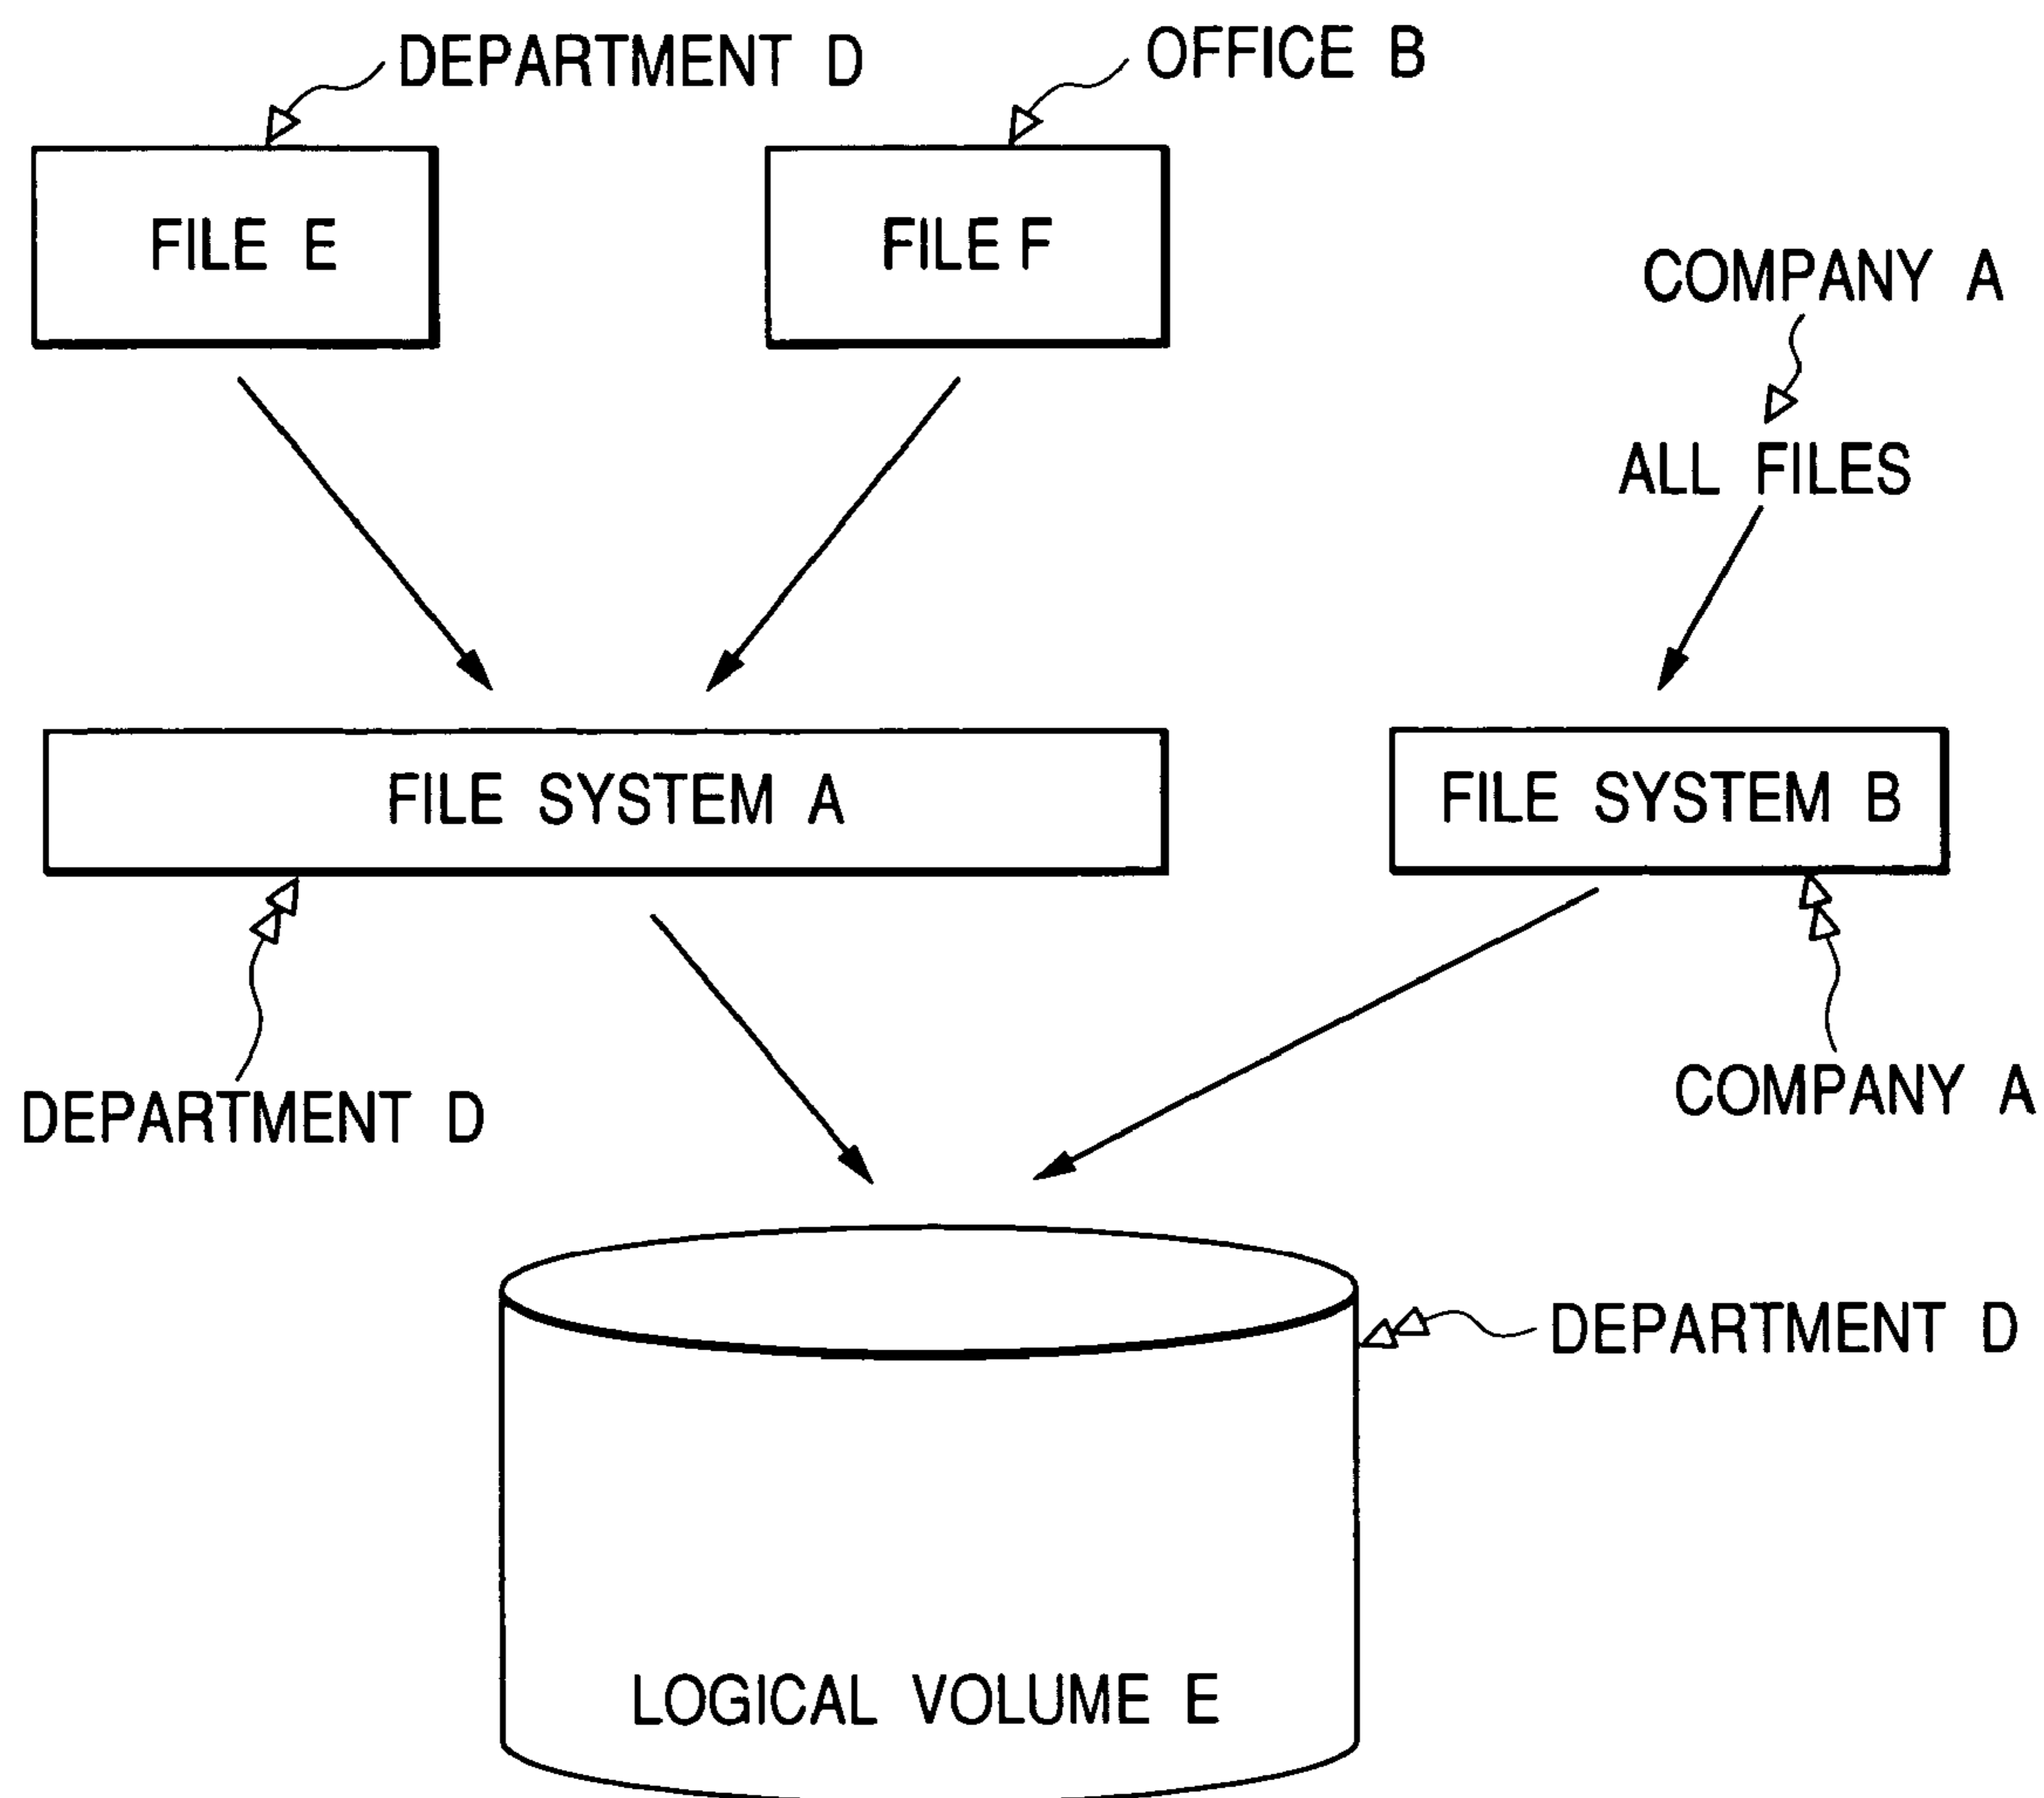 DEPARTMENT D
OFFICE B
FILE E
FILE F
COMPANY A
ALL FILES
FILE SYSTEM A
FILE SYSTEM B
DEPARTMENT D
COMPANY A
DEPARTMENT D
LOGICAL VOLUME E